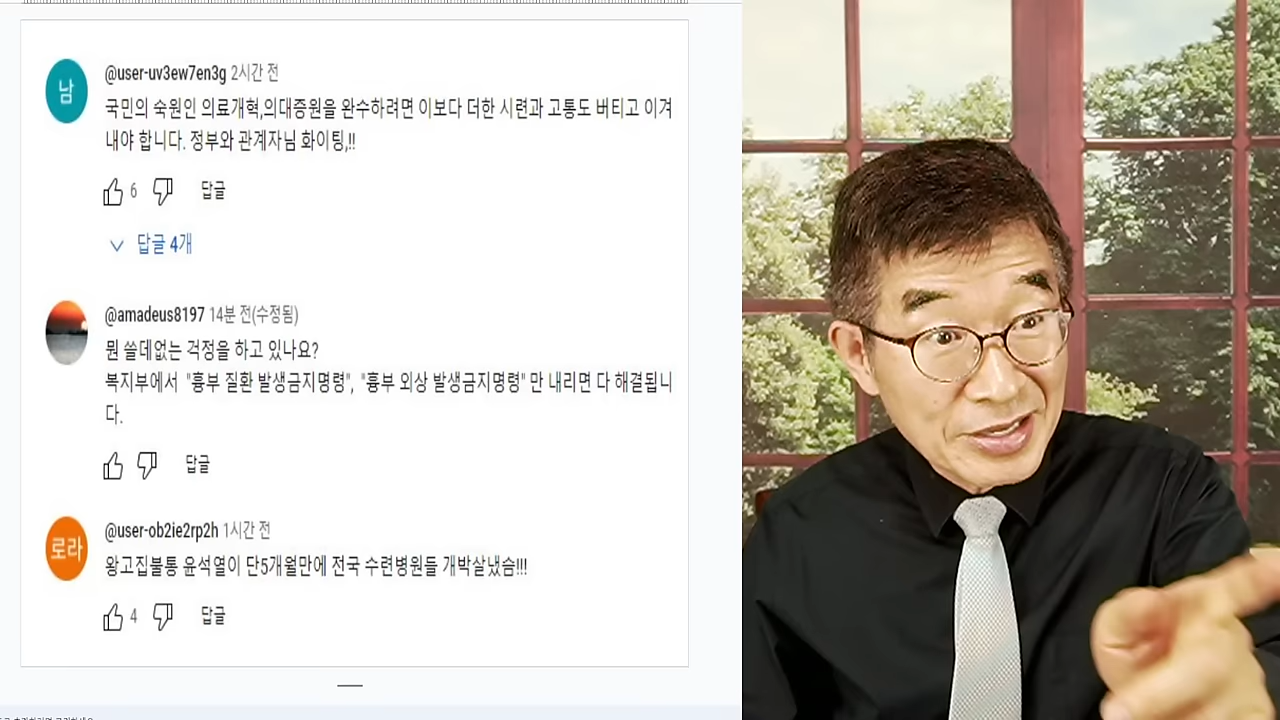 남
@user-uv3ew7en3g 2시간 전
국민의 숙원인 의료개혁,의대증원을 완수하려면 이보다 더한 시련과 고통도 버티고 이겨
내야 합니다. 정부와 관계자님 화이팅,!!
6 답글
답글 4개
@amadeus8197 14분 전(수정됨)
뭔 쓸데없는 걱정을 하고 있나요?
복지부에서 "흉부 질환 발생금지명령", "흉부 외상 발생금지명령" 만 내리면 다 해결됩니
다.
답글
로라
@user-ob2ie2rp2h 1시간 전
왕고집불통 윤석열이 단5개월만에 전국 수련병원들 개박살냈슴!!!
4 답글